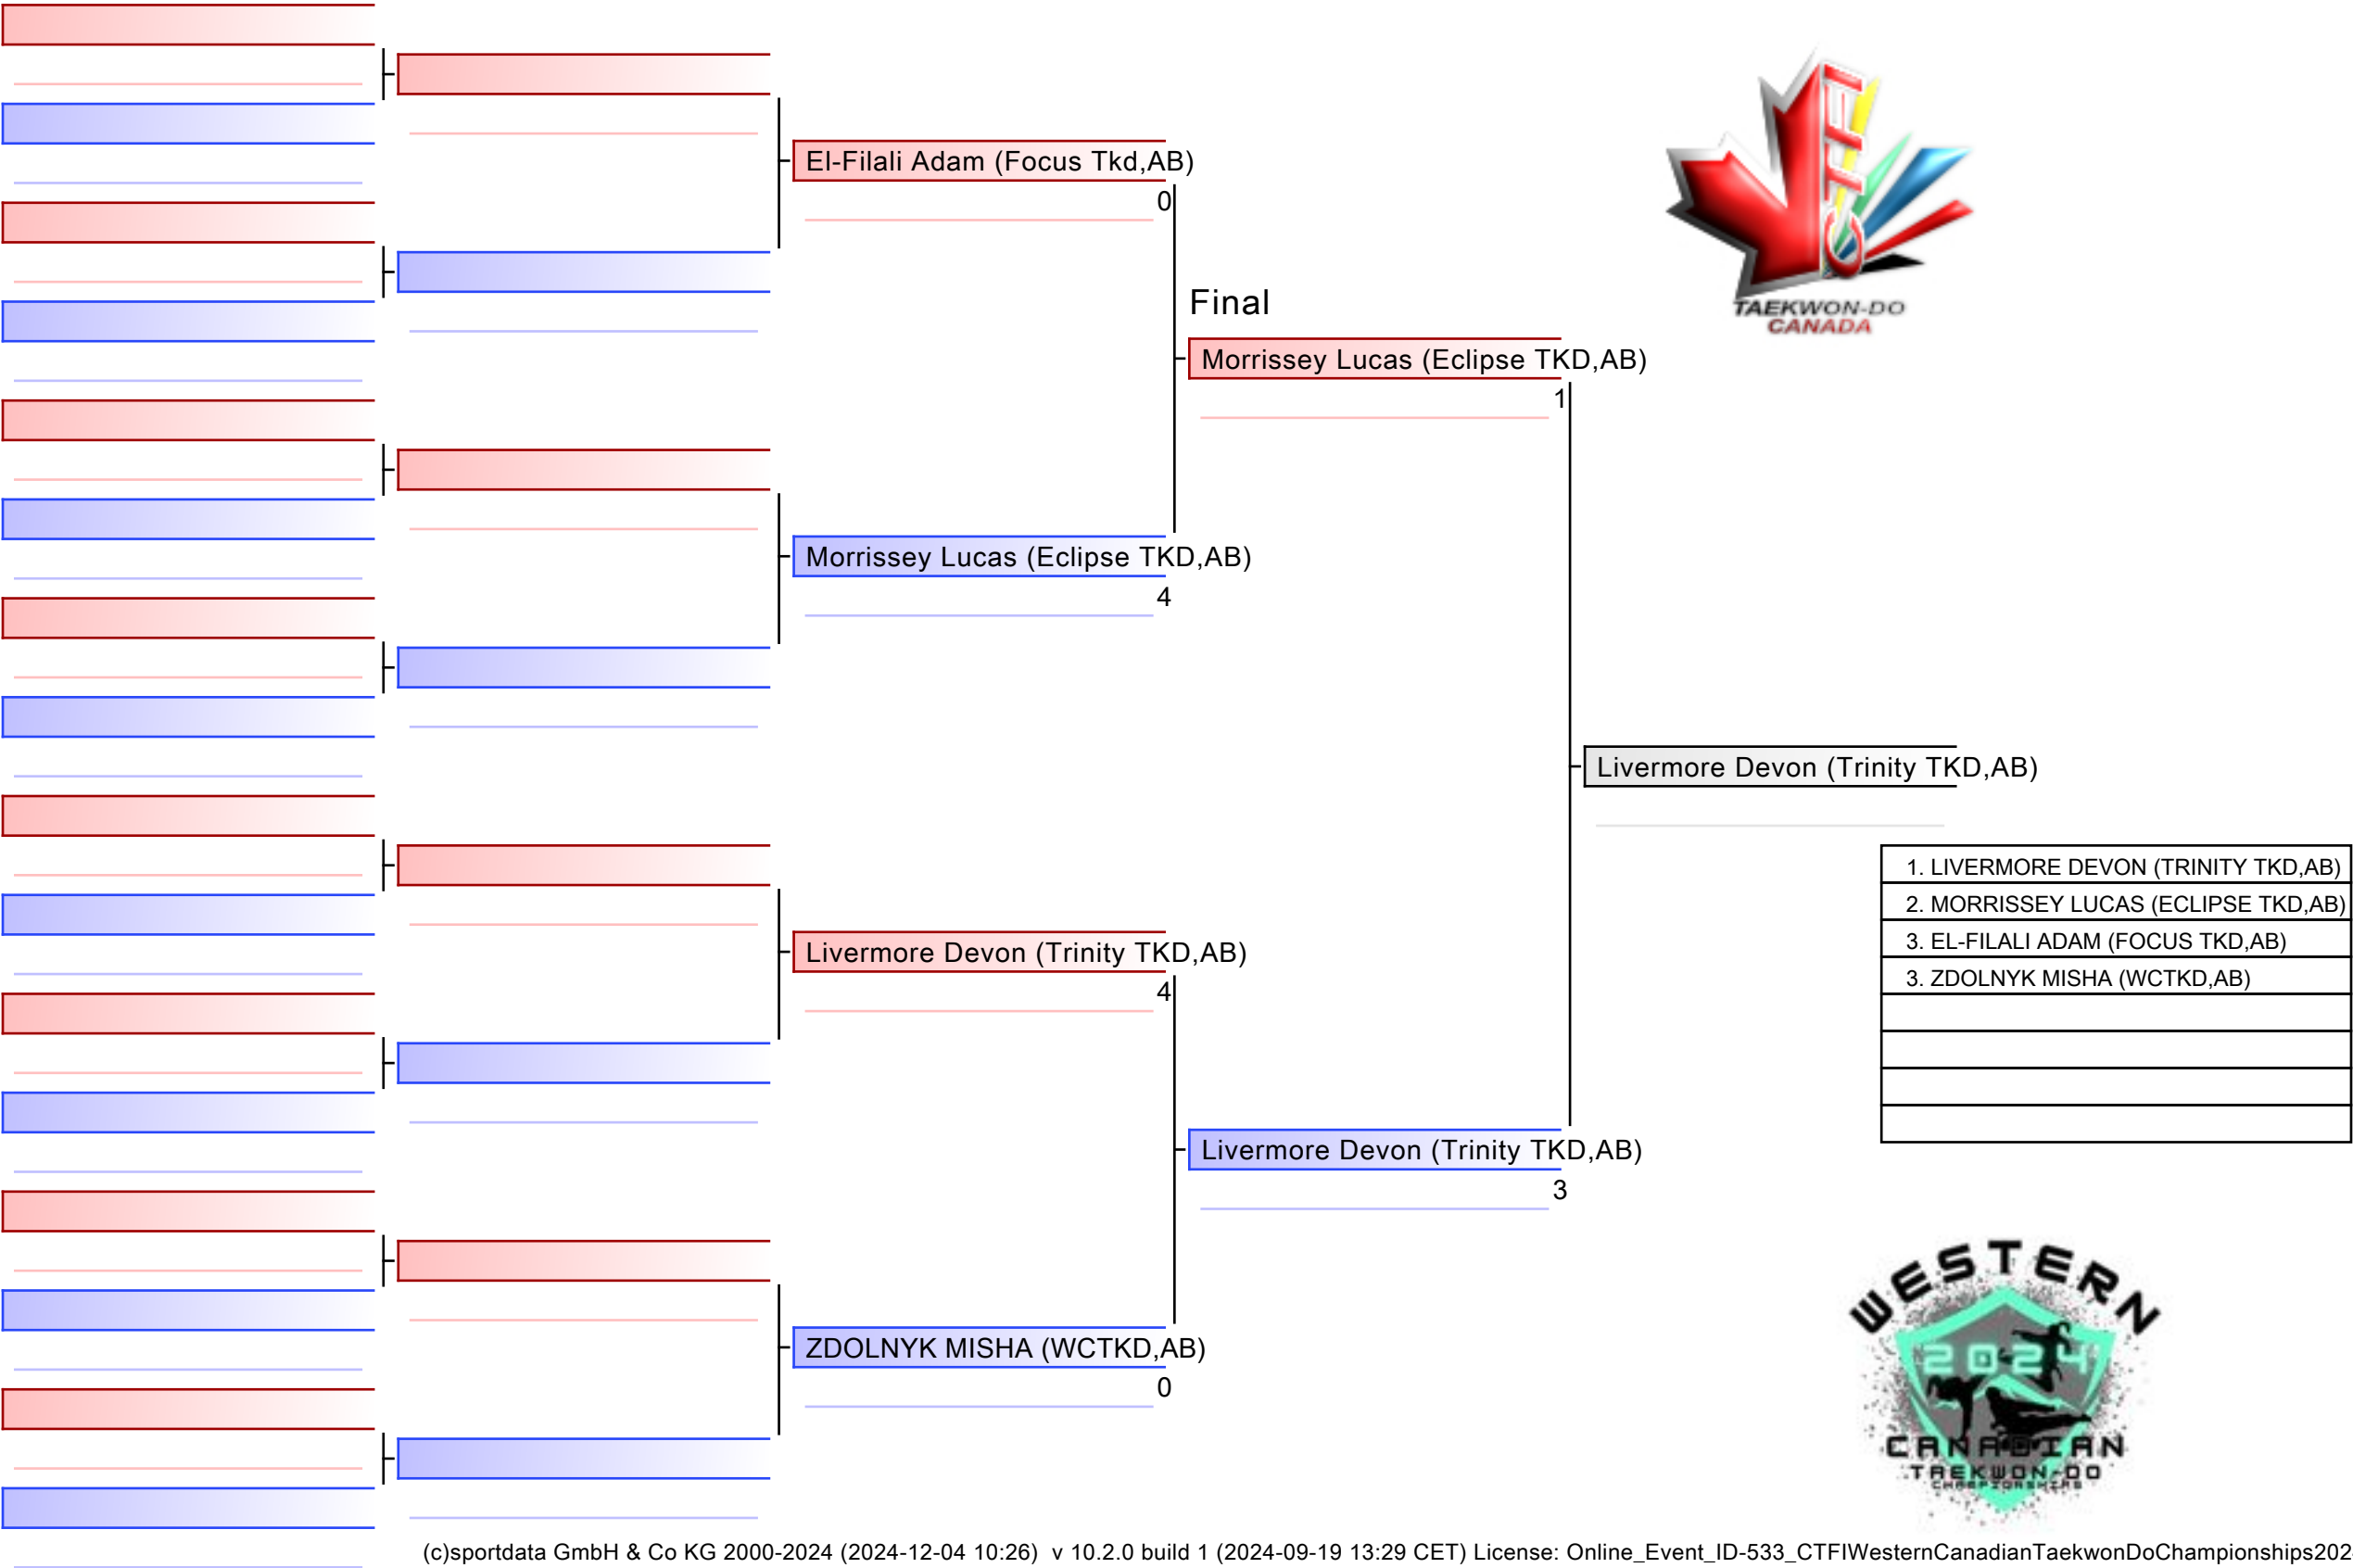 El-Filali Adam (Focus Tkd,AB)
0
Final
Morrissey Lucas (Eclipse TKD,AB)
1
Morrissey Lucas (Eclipse TKD,AB)
4
Livermore Devon (Trinity TKD,AB)
1. LIVERMORE DEVON (TRINITY TKD,AB)
2. MORRISSEY LUCAS (ECLIPSE TKD,AB)
3. EL-FILALI ADAM (FOCUS TKD,AB)
3. ZDOLNYK MISHA (WCTKD,AB)
Livermore Devon (Trinity TKD,AB)
4
Livermore Devon (Trinity TKD,AB)
3
ZDOLNYK MISHA (WCTKD,AB)
0
CTFI
TAEKWON-DO
CANADA
WESTERN
2024
CANADIAN
TAEKWON-DO
CHAMPIONSHIPS
(c)sportdata GmbH & Co KG 2000-2024 (2024-12-04 10:26) v 10.2.0 build 1 (2024-09-19 13:29 CET) License: Online_Event_ID-533_CTFIWesternCanadianTaekwonDoChampionships202